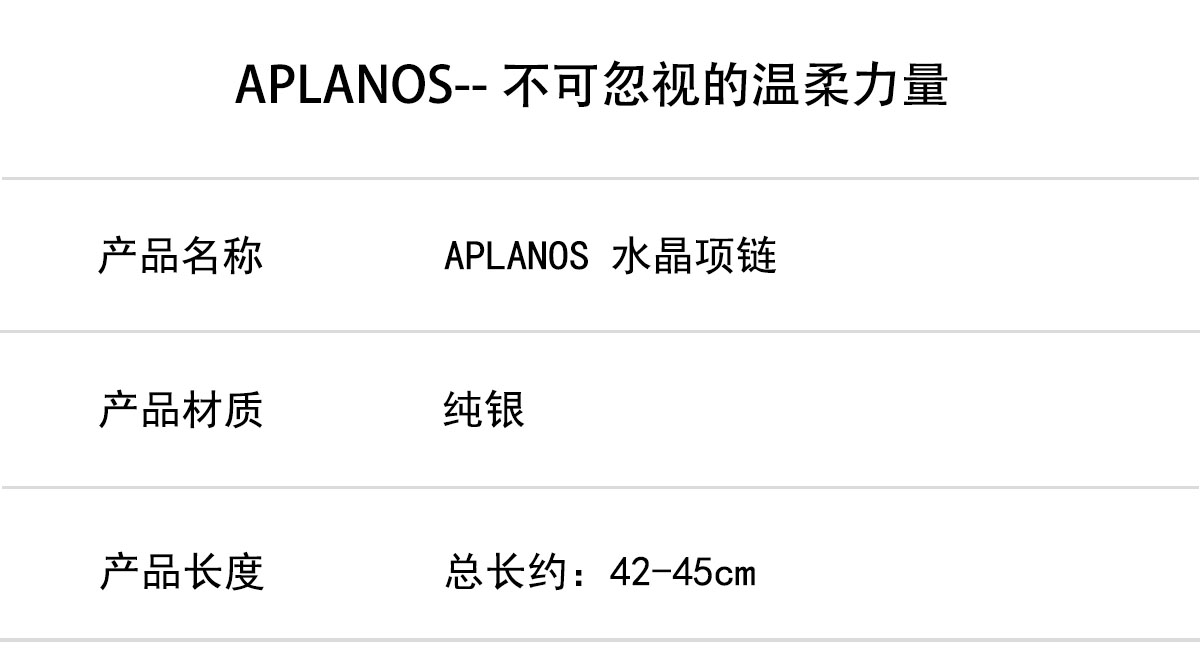 APLANOS-- 不可忽视的温柔力量
产品名称 APLANOS 水晶项链
产品材质 纯银
产品长度 总长约：42-45cm